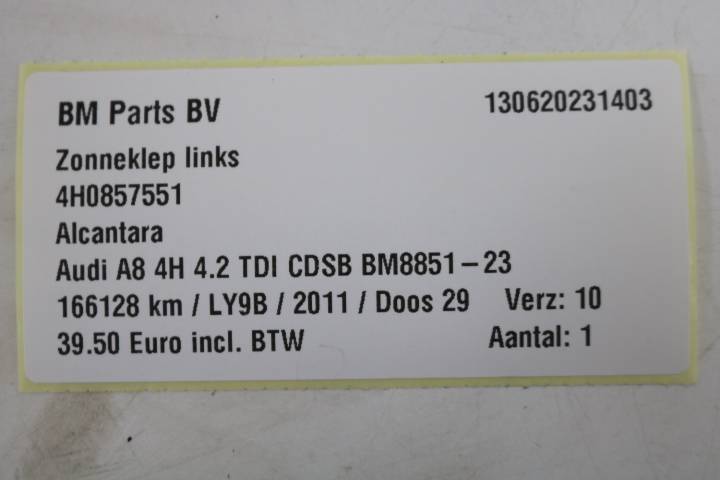 BM Parts BV 130620231403
Zonneklep links
4H0857551
Alcantara
Audi A8 4H 4.2 TDI CDSB BM8851-23
166128 km / LY9B / 2011 / Doos 29 Verz: 10
39.50 Euro incl. BTW Aantal: 1